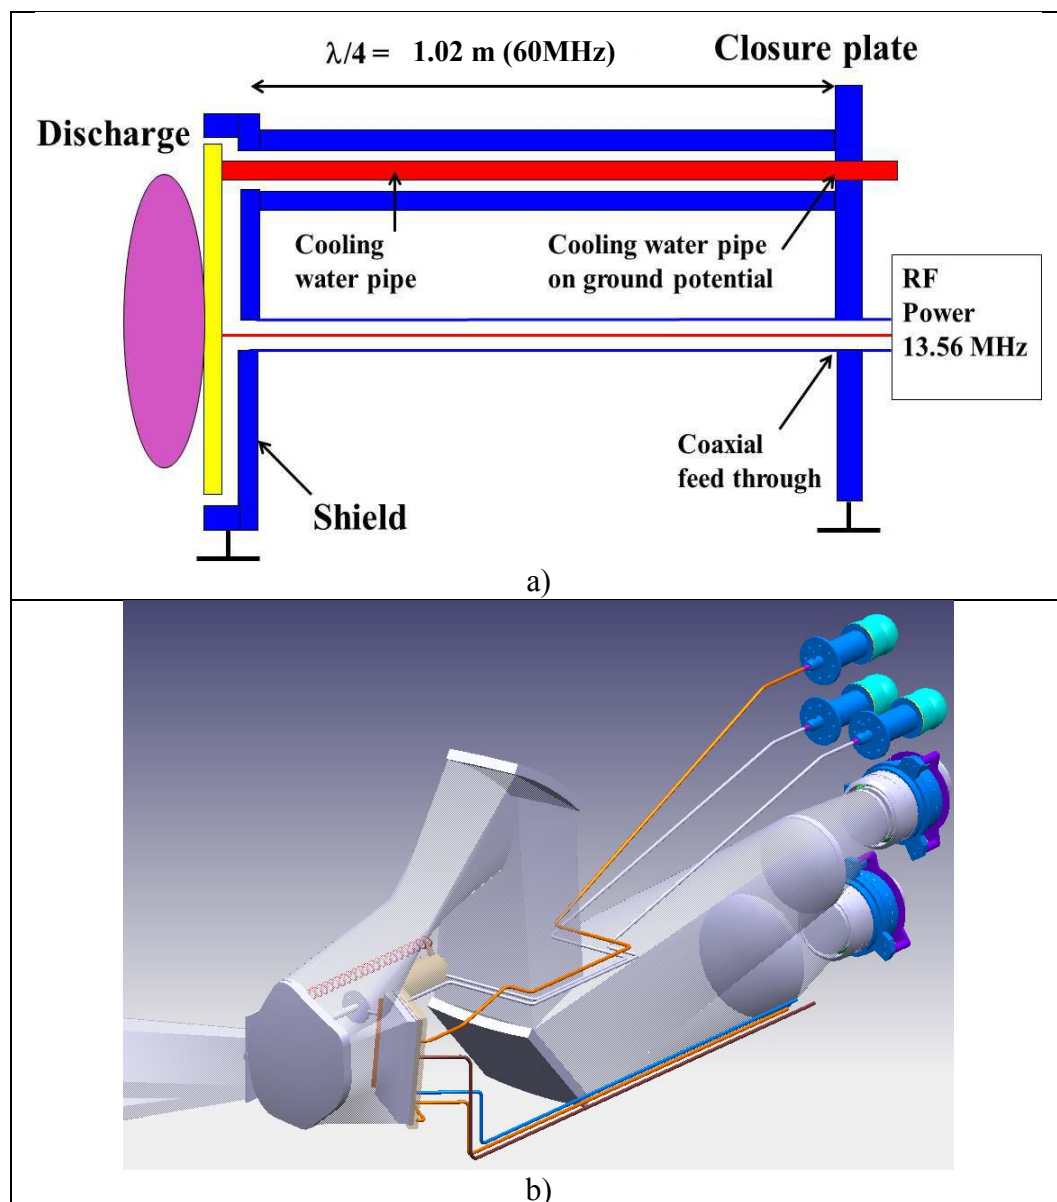 λ/4 = 1.02 m (60MHz)
Closure plate
Discharge
Cooling
water pipe
Cooling water pipe
on ground potential
RF
Power
13.56 MHz
Coaxial
feed through
Shield
a)
b)